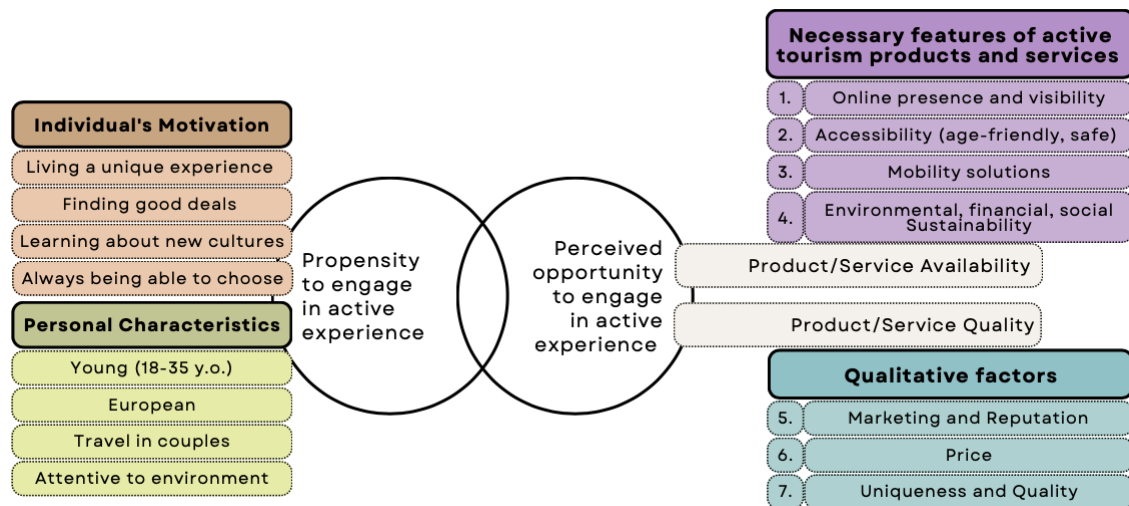 Individual's Motivation
Living a unique experience
Finding good deals
Learning about new cultures
Always being able to choose
Personal Characteristics
Young (18-35 y.o.)
European
Travel in couples
Attentive to environment
Propensity
to engage
in active
experience
Perceived
opportunity
to engage
in active
experience
Necessary features of active
tourism products and services
1. Online presence and visibility
2. Accessibility (age-friendly, safe)
3. Mobility solutions
4. Environmental, financial, social
Sustainability
Product/Service Availability
Product/Service Quality
Qualitative factors
5. Marketing and Reputation
6. Price
7. Uniqueness and Quality